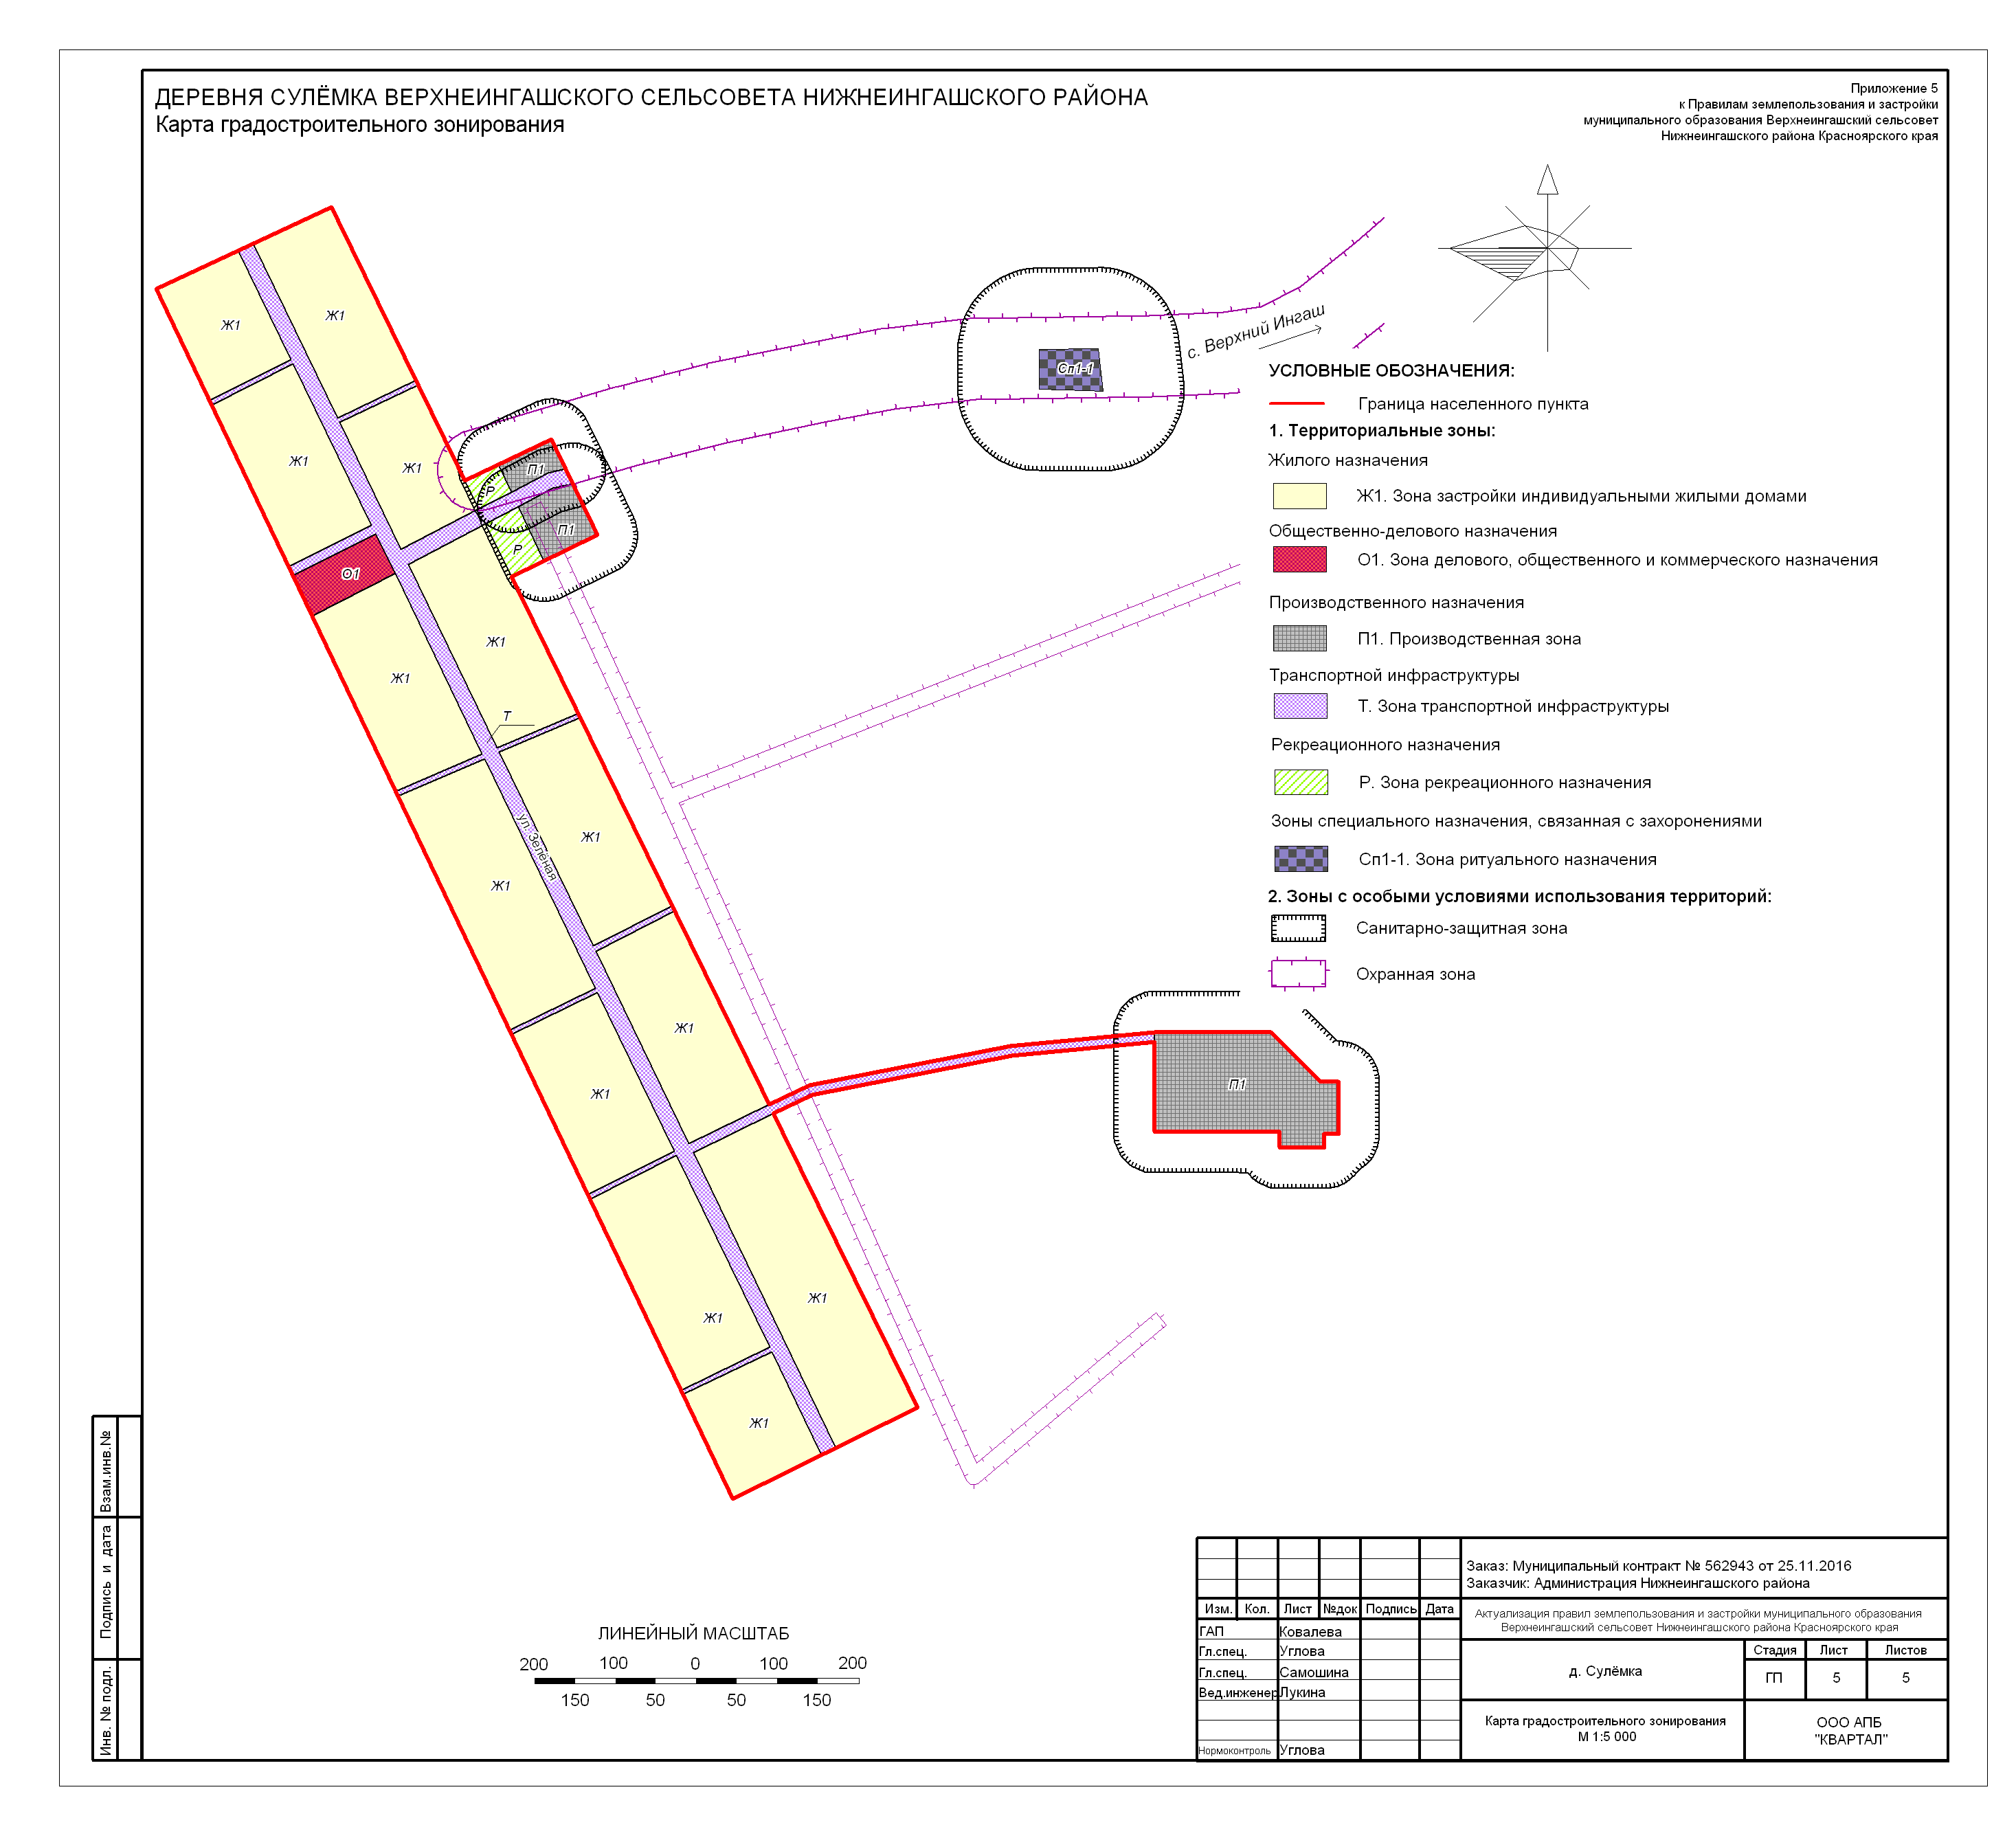 ДЕРЕВНЯ СУЛЁМКА ВЕРХНЕИНГАШСКОГО СЕЛЬСОВЕТА НИЖНЕИНГАШСКОГО РАЙОНА
Карта градостроительного зонирования
Приложение 5
к Правилам землепользования и застройки
муниципального образования Верхнеингашский сельсовет
Нижнеингашского района Красноярского края
Ж1
Ж1
Ж1
Ж1
П1
Р
П1
Р
О1
Ж1
Ж1
Т
ул. Зелёная
Ж1
Ж1
Ж1
Ж1
Ж1
Ж1
Ж1
П1
Сп1-1
с. Верхний Ингаш
УСЛОВНЫЕ ОБОЗНАЧЕНИЯ:
Граница населенного пункта
1. Территориальные зоны:
Жилого назначения
Ж1. Зона застройки индивидуальными жилыми домами
Общественно-делового назначения
О1. Зона делового, общественного и коммерческого назначения
Производственного назначения
П1. Производственная зона
Транспортной инфраструктуры
Т. Зона транспортной инфраструктуры
Рекреационного назначения
Р. Зона рекреационного назначения
Зоны специального назначения, связанная с захоронениями
Сп1-1. Зона ритуального назначения
2. Зоны с особыми условиями использования территорий:
Санитарно-защитная зона
Охранная зона
Ж1
ЛИНЕЙНЫЙ МАСШТАБ
200 100 0 100 200
150 50 50 150
Взам.инв.№
Подпись и дата
Инв. № подл.
Заказ: Муниципальный контракт № 562943 от 25.11.2016
Заказчик: Администрация Нижнеингашского района
Изм. Кол. Лист №док Подпись Дата
Актуализация правил землепользования и застройки муниципального образования
Верхнеингашский сельсовет Нижнеингашского района Красноярского края
ГАП Ковалева
Гл.спец. Углова
Гл.спец. Самошина
Вед.инженер Лукина
Нормоконтроль Углова
д. Сулёмка
Стадия Лист Листов
ГП 5 5
Карта градостроительного зонирования
М 1:5 000
ООО АПБ
"КВАРТАЛ"